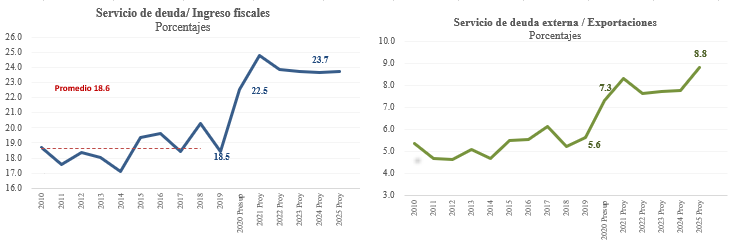 Servicio de deuda/ Ingreso fiscales
Porcentajes
26.0
25.0
24.0
23.0
22.0
21.0
20.0
19.0
18.0
17.0
16.0
Promedio 18.6
18.5
22.5
23.7
2010
2011
2012
2013
2014
2015
2016
2017
2018
2019
2020 Presup
2021 Proy
2022 Proy
2023 Proy
2024 Proy
2025 Proy
Servicio de deuda externa / Exportaciones
Porcentajes
10.0
9.0
8.0
7.0
6.0
5.0
4.0
3.0
5.6
7.3
8.8
2010
2011
2012
2013
2014
2015
2016
2017
2018
2019
2020 Presup
2021 Proy
2022 Proy
2023 Proy
2024 Proy
2025 Proy